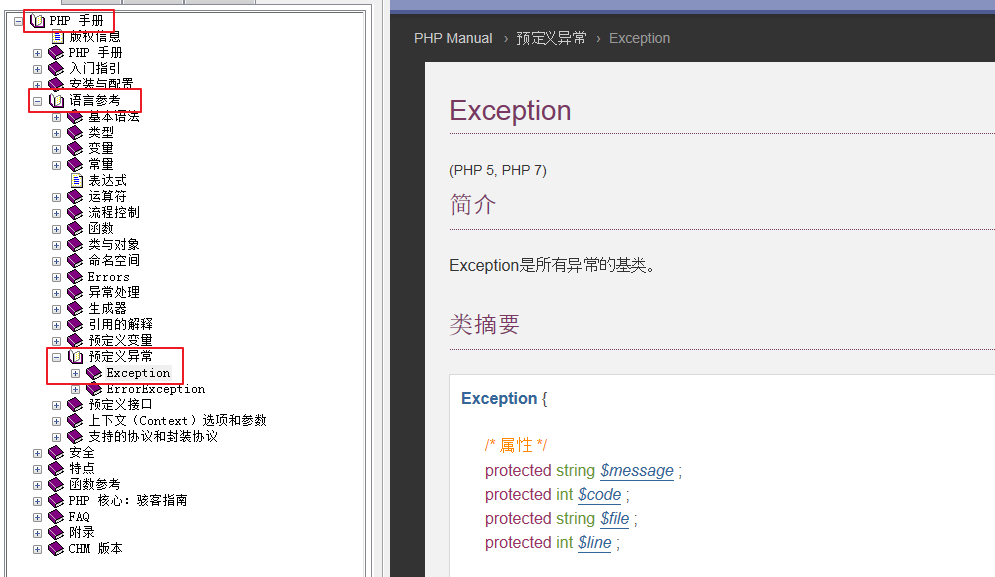 PHP 手册
版权信息
PHP 手册
入门指引
安装与配置
语言参考
基本语法
类型
变量
常量
表达式
运算符
流程控制
函数
类与对象
命名空间
Errors
异常处理
生成器
引用的解释
预定义变量
预定义异常
Exception
ErrorException
预定义接口
上下文（Context）选项和参数
支持的协议和封装协议
安全
特点
函数参考
PHP 核心：骇客指南
FAQ
附录
CHM 版本
PHP Manual › 预定义异常 › Exception
Exception
(PHP 5, PHP 7)
简介
Exception是所有异常的基类。
类摘要
Exception {
/* 属性 */
protected string $message ;
protected int $code ;
protected string $file ;
protected int $line ;